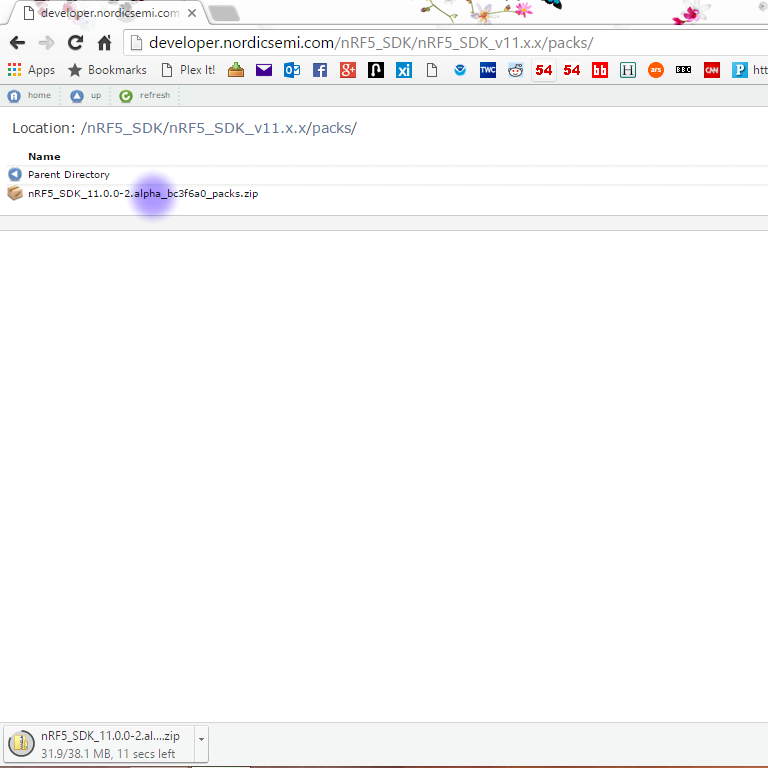 developer.nordicsemi.com
developer.nordicsemi.com/nRF5_SDK/nRF5_SDK_v11.x.x/packs/
Apps Bookmarks Plex It! TWC 54 54 bb H ars BBC CNN P htt
home up refresh
Location: /nRF5_SDK/nRF5_SDK_v11.x.x/packs/
Name
Parent Directory
nRF5_SDK_11.0.0-2.alpha_bc3f6a0_packs.zip
nRF5_SDK_11.0.0-2.al....zip
31.9/38.1 MB, 11 secs left